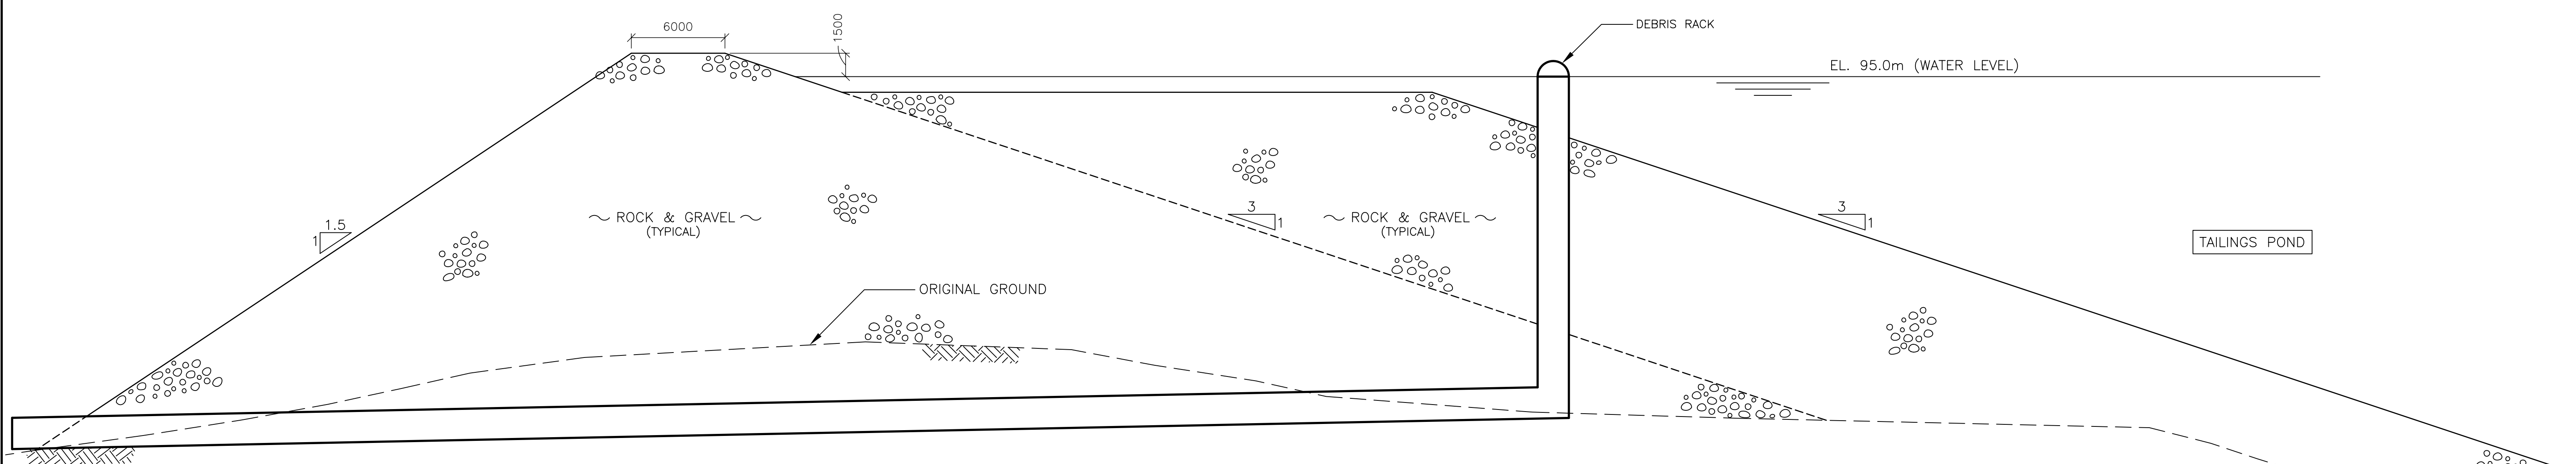 6000
1500
DEBRIS RACK
EL. 95.0m (WATER LEVEL)
1.5
1
ROCK & GRAVEL
(TYPICAL)
3
1
ROCK & GRAVEL
(TYPICAL)
3
1
TAILINGS POND
ORIGINAL GROUND